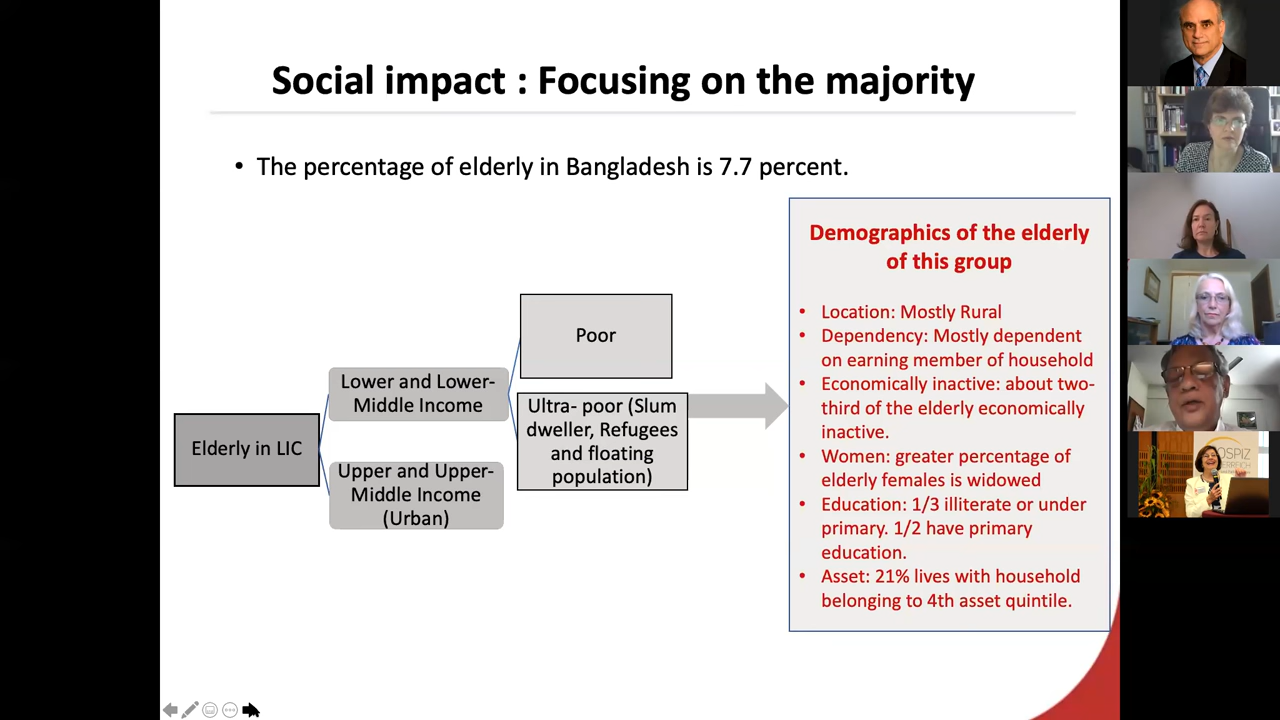 Social impact : Focusing on the majority
• The percentage of elderly in Bangladesh is 7.7 percent.
Elderly in LIC
Lower and Lower-
Middle Income
Upper and Upper-
Middle Income
(Urban)
Poor
Ultra- poor (Slum
dweller, Refugees
and floating
population)
Demographics of the elderly
of this group
• Location: Mostly Rural
• Dependency: Mostly dependent
on earning member of household
• Economically inactive: about two-
third of the elderly economically
inactive.
• Women: greater percentage of
elderly females is widowed
• Education: 1/3 illiterate or under
primary. 1/2 have primary
education.
• Asset: 21% lives with household
belonging to 4th asset quintile.